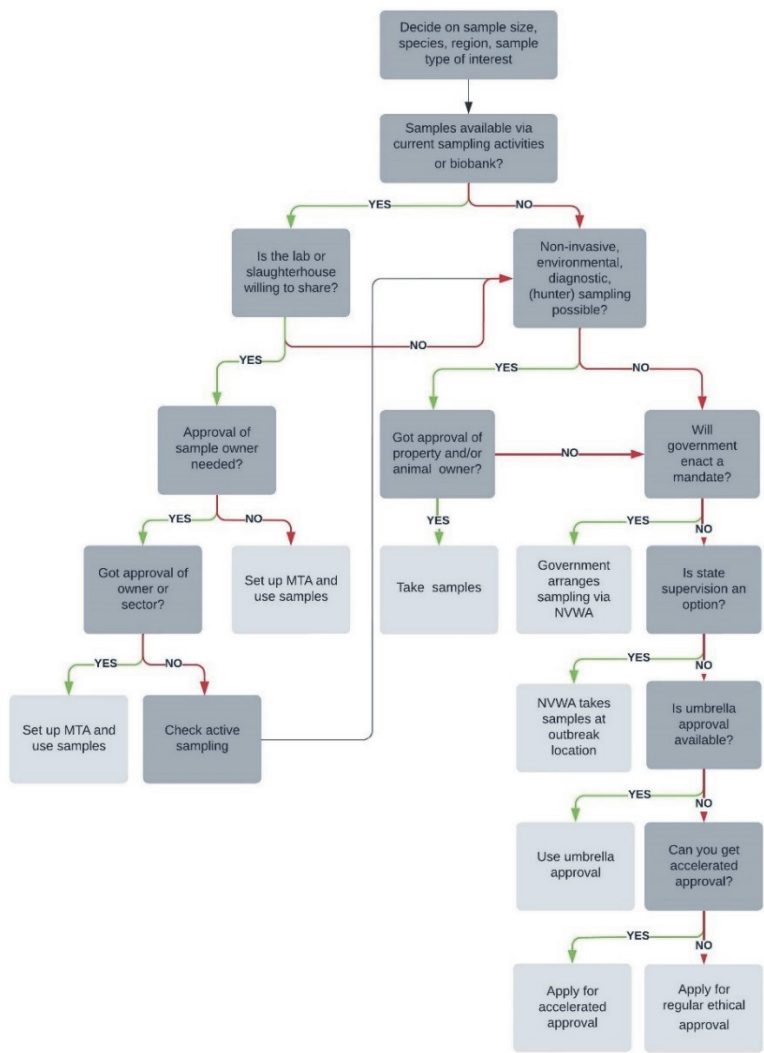 Decide on sample size,
species, region, sample
type of interest
Samples available via
current sampling activities
or biobank?
YES
NO
Is the lab or
slaughterhouse
willing to share?
Non-invasive,
environmental,
diagnostic,
(hunter) sampling
possible?
NO
YES
YES
NO
Approval of
sample owner
needed?
Got approval of
property and/or
animal owner?
NO
Will
government
enact a
mandate?
YES
NO
YES
YES
NO
Got approval of
owner or
sector?
Set up MTA and
use samples
Take samples
Government
arranges
sampling via
NVWA
Is state
supervision an
option?
YES
NO
YES
NO
Set up MTA and
use samples
Check active
sampling
NVWA takes
samples at
outbreak
location
Is umbrella
approval
available?
YES
NO
Use umbrella
approval
Can you get
accelerated
approval?
YES
NO
Apply for
accelerated
approval
Apply for
regular ethical
approval